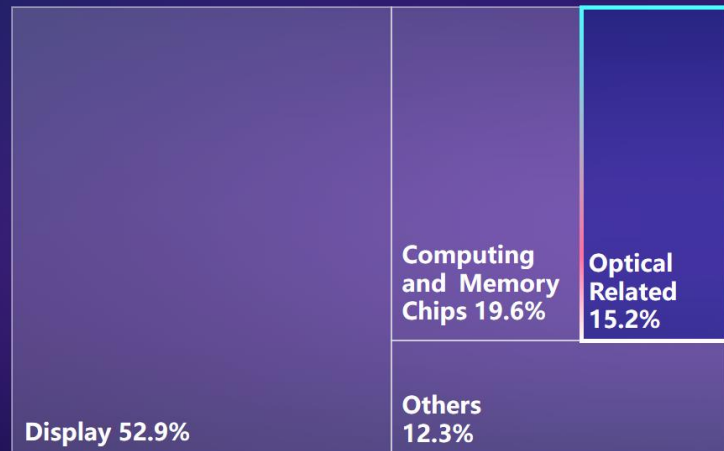 Computing
and Memory
Chips 19.6%
Optical
Related
15.2%
Display 52.9%
Others
12.3%